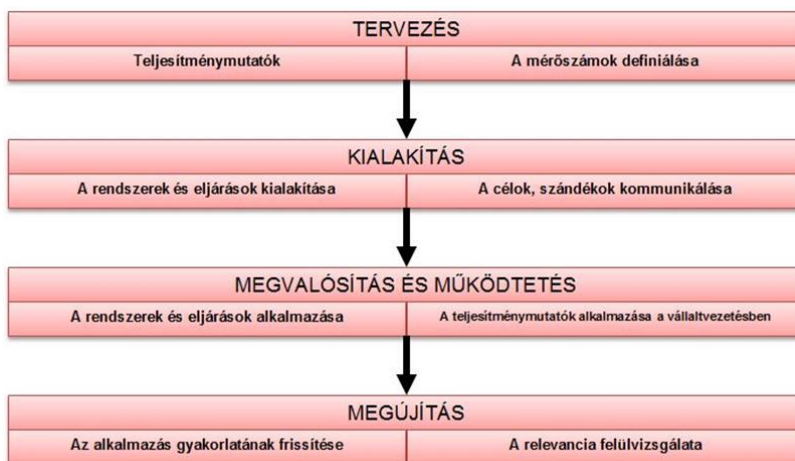 TERVEZÉS
Teljesítménymutatók
A mérőszámok definiálása
KIALAKÍTÁS
A rendszerek és eljárások kialakítása
A célok, szándékok kommunikálása
MEGVALÓSÍTÁS ÉS MŰKÖDTETÉS
A rendszerek és eljárások alkalmazása
A teljesítménymutatók alkalmazása a vállaltvezetésben
MEGÚJÍTÁS
Az alkalmazás gyakorlatának frissítése
A relevancia felülvizsgálata